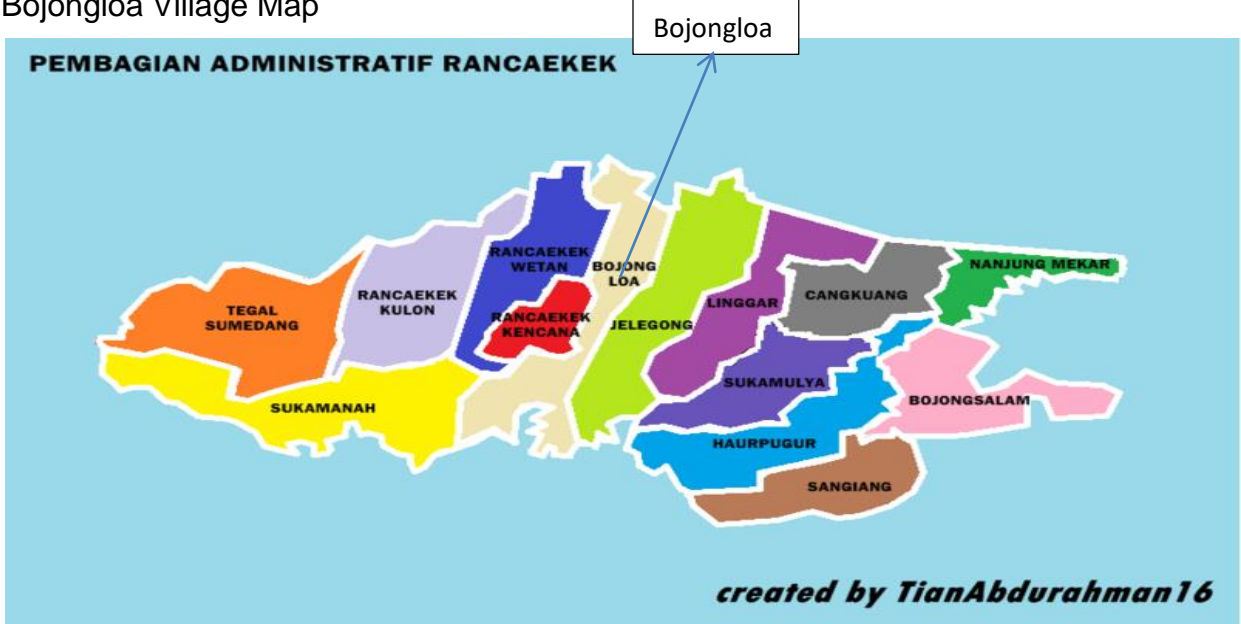 Bojongloa Village Map
Bojongloa
PEMBAGIAN ADMINISTRATIF RANCAEKEK
RANCAEKEK
WETAN
BOJONG
LOA
NANJUNG MEKAR
RANCAEKEK
KULON
CANGKUANG
LINGGAR
TEGAL
SUMEDANG
RANCAEKEK
KENCANA
JELEGONG
SUKAMULYA
SUKAMANAH
BOJONGSALAM
HAURPUGUR
SANGIANG
created by TianAbdurahman16